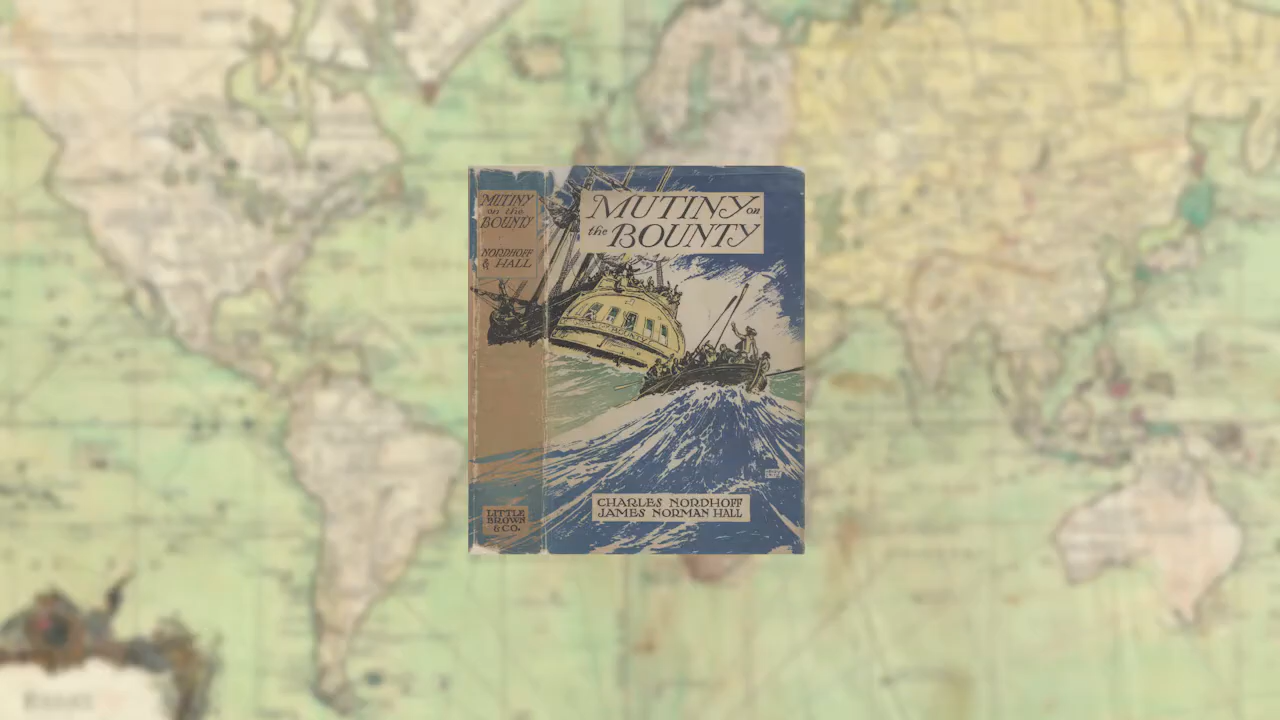 MUTINY
on the
BOUNTY
NORDHOFF
& HALL
LITTLE
BROWN
& CO.
MUTINY on
the BOUNTY
CHARLES NORDHOFF
JAMES NORMAN HALL